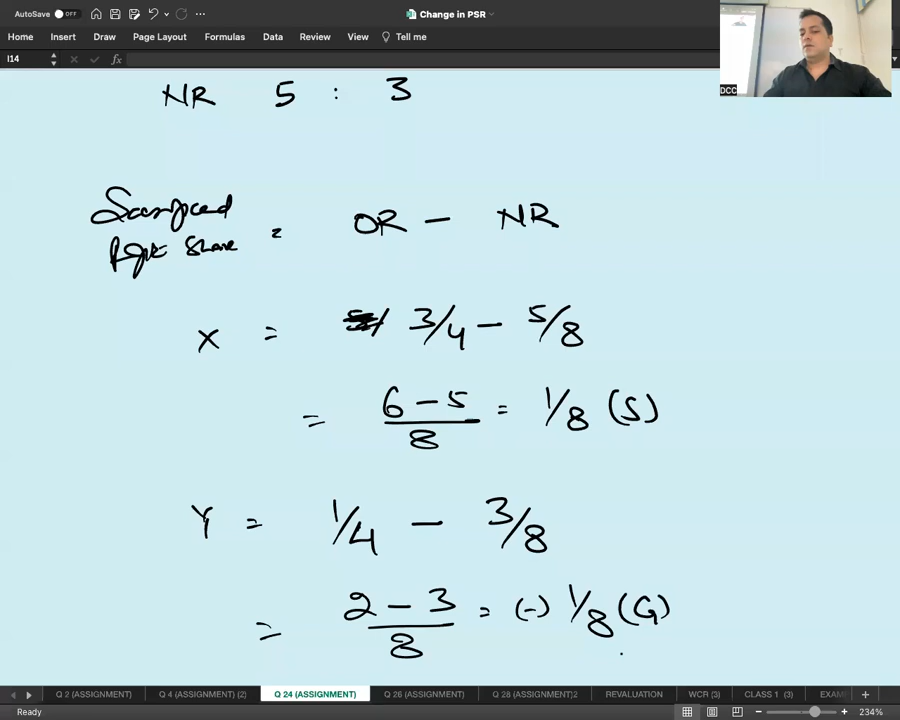 AutoSave OFF Change in PSR
Home Insert Draw Page Layout Formulas Data Review View Tell me
I14 fx
DCC
NR 5 : 3
Share = OR - NR
X = 3/4 - 5/8
= 6 - 5 / 8 = 1/8 (S)
Y = 1/4 - 3/8
= 2 - 3 / 8 = (-) 1/8 (G)
Q 2 (ASSIGNMENT) Q 4 (ASSIGNMENT) (2) Q 24 (ASSIGNMENT) Q 26 (ASSIGNMENT) Q 28 (ASSIGNMENT)2 REVALUATION WCR (3) CLASS 1 (3) EXAM +
Ready - + 234%